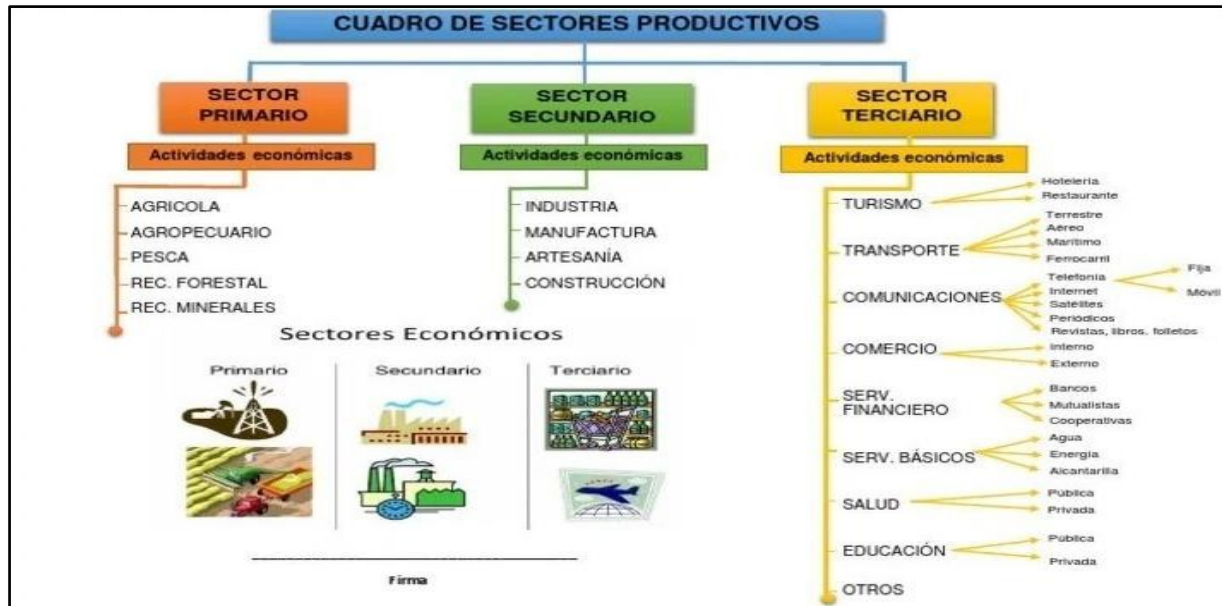 CUADRO DE SECTORES PRODUCTIVOS
SECTOR
PRIMARIO
Actividades económicas
AGRICOLA
AGROPECUARIO
PESCA
REC. FORESTAL
REC. MINERALES
SECTOR
SECUNDARIO
Actividades económicas
INDUSTRIA
MANUFACTURA
ARTESANÍA
CONSTRUCCIÓN
SECTOR
TERCIARIO
Actividades económicas
TURISMO
Hotelería
Restaurante
TRANSPORTE
Terrestre
Aéreo
Marítimo
Ferrocarril
COMUNICACIONES
Telefonía
Fija
Móvil
Internet
Satélites
Periódicos
Revistas, libros. folletos
COMERCIO
Interno
Externo
SERV.
FINANCIERO
Bancos
Mutualistas
Cooperativas
SERV. BÁSICOS
Agua
Energía
Alcantarilla
SALUD
Pública
Privada
EDUCACIÓN
Pública
Privada
OTROS
Sectores Económicos
Primario
Secundario
Terciario
Firma